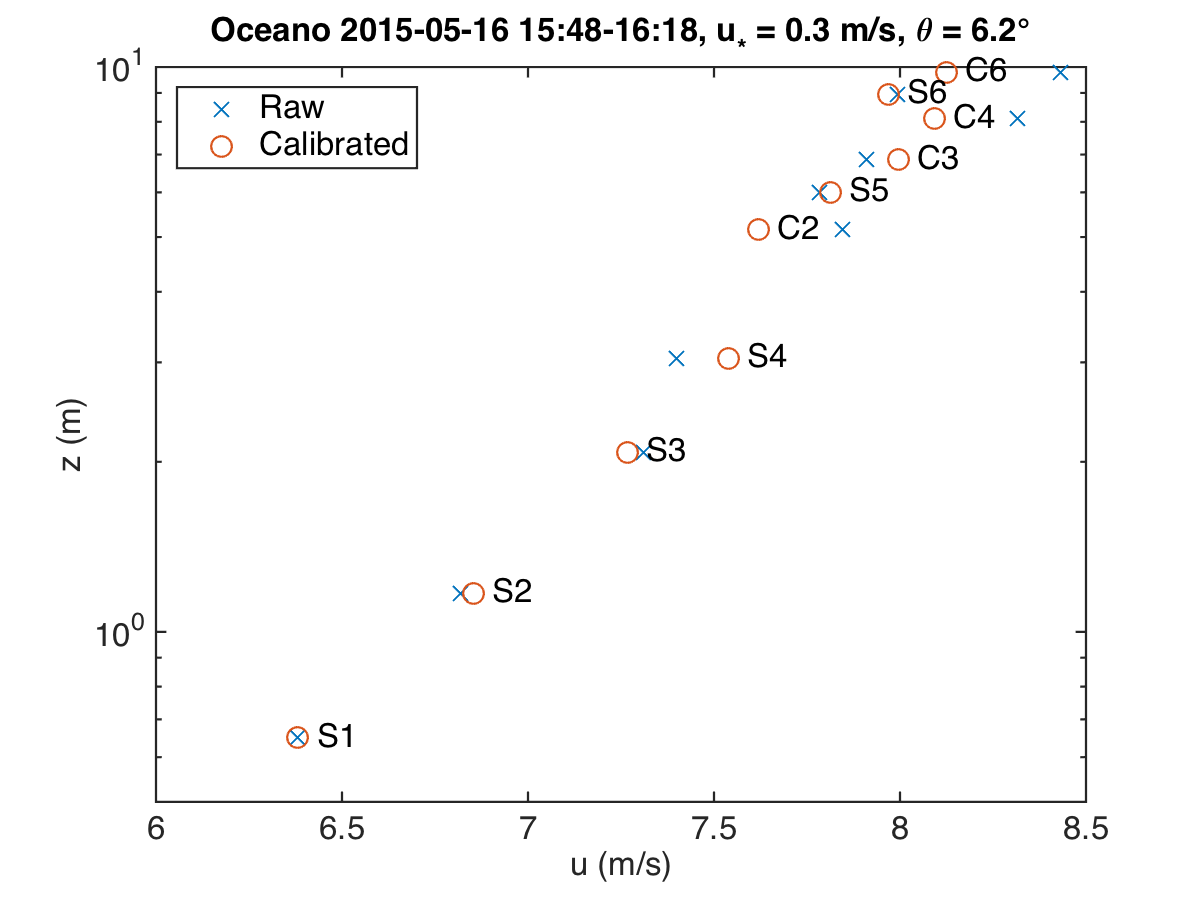 Oceano 2015-05-16 15:48-16:18, u* = 0.3 m/s, θ = 6.2°
10¹
Raw
Calibrated
C6
S6
C4
C3
S5
C2
S4
z (m)
S3
S2
10⁰
S1
6 6.5 7 7.5 8 8.5
u (m/s)